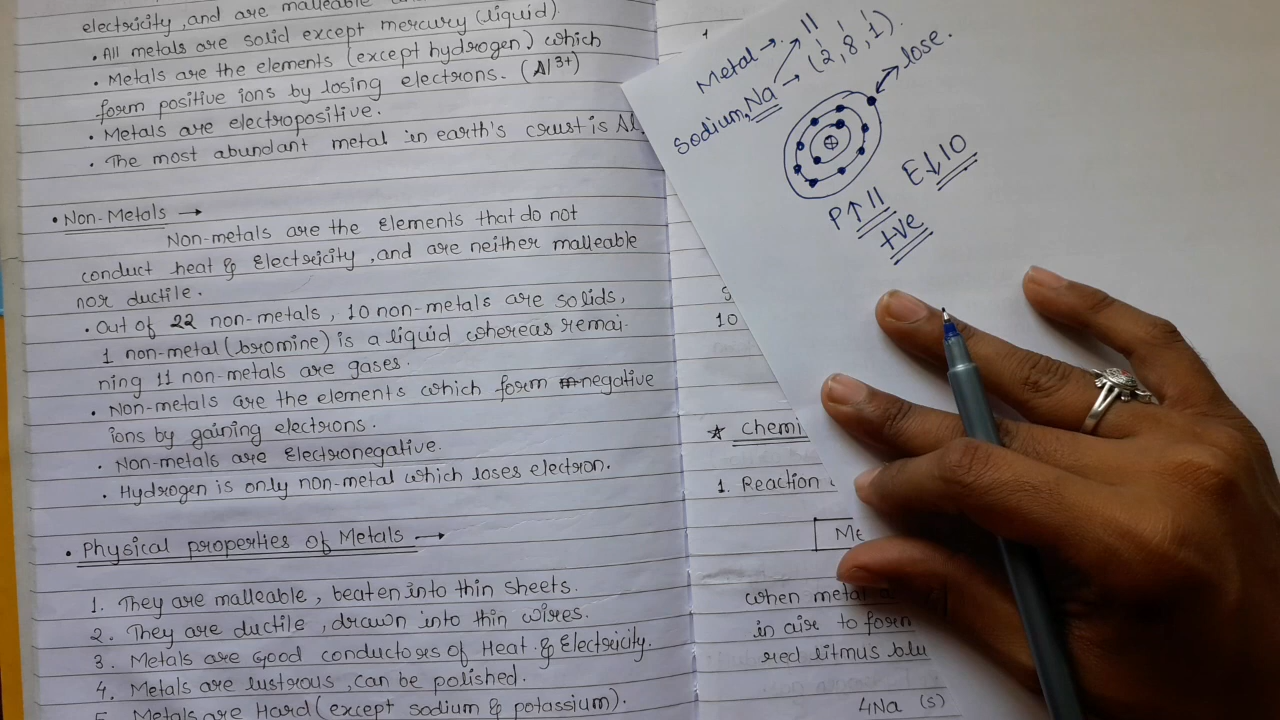 electricity, and are malleable
• All metals are solid except mercury (liquid).
• Metals are the elements (except hydrogen) which
form positive ions by losing electrons. (Al³⁺)
• Metals are electropositive.
• The most abundant metal in earth's crust is Al.
• Non-Metals →
Non-metals are the Elements that do not
conduct heat & Electricity, and are neither malleable
nor ductile.
• Out of 22 non-metals, 10 non-metals are solids,
1 non-metal (bromine) is a liquid whereas remai-
ning 11 non-metals are gases.
• Non-metals are the elements which form negative
ions by gaining electrons.
• Non-metals are Electronegative.
• Hydrogen is only non-metal which loses electron.
• Physical properties of Metals →
1. They are malleable, beaten into thin sheets.
2. They are ductile, drawn into thin wires.
3. Metals are Good conductors of Heat & Electricity.
4. Metals are lustrous, can be polished.
5. Metals are Hard (except sodium & potassium).
Metal → 11
Sodium, Na → (2, 8, 1).
lose.
P↑11 E↓10
+ve
10
☆ Chemi
1. Reaction
Me
when metal
in air to form
red litmus blu
4Na (s)